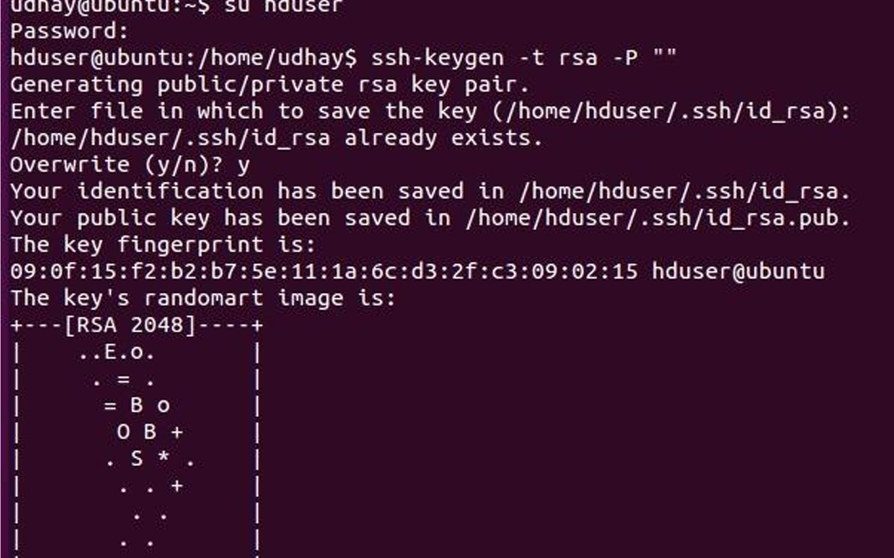 udhay@ubuntu:~$ su hduser
Password:
hduser@ubuntu:/home/udhay$ ssh-keygen -t rsa -P ""
Generating public/private rsa key pair.
Enter file in which to save the key (/home/hduser/.ssh/id_rsa):
/home/hduser/.ssh/id_rsa already exists.
Overwrite (y/n)? y
Your identification has been saved in /home/hduser/.ssh/id_rsa.
Your public key has been saved in /home/hduser/.ssh/id_rsa.pub.
The key fingerprint is:
09:0f:15:f2:b2:b7:5e:11:1a:6c:d3:2f:c3:09:02:15 hduser@ubuntu
The key's randomart image is:
+---[RSA 2048]----+
|    ..E.o.       |
|     . = .       |
|      = B o      |
|       O B +     |
|      . S * .    |
|       . . +     |
|        . .      |
|       . .       |